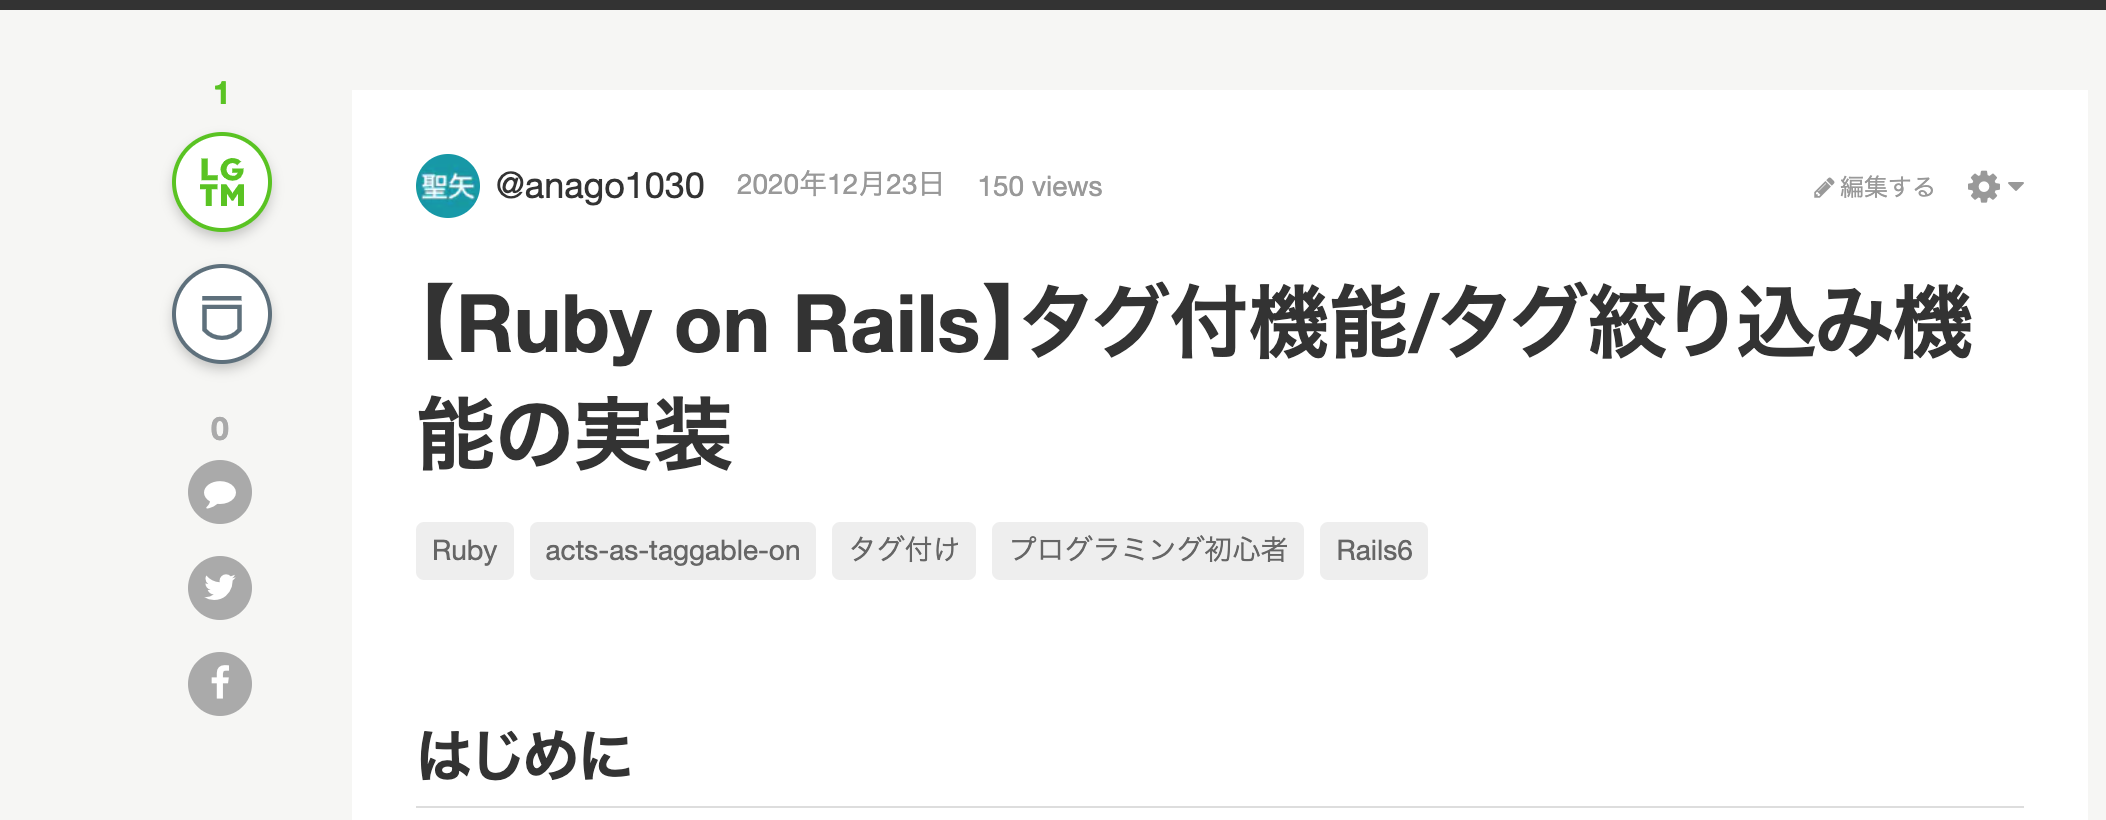 1
LG
TM
0
聖矢 @anago1030 2020年12月23日 150 views 編集する
【Ruby on Rails】タグ付機能/タグ絞り込み機
能の実装
Ruby acts-as-taggable-on タグ付け プログラミング初心者 Rails6
はじめに